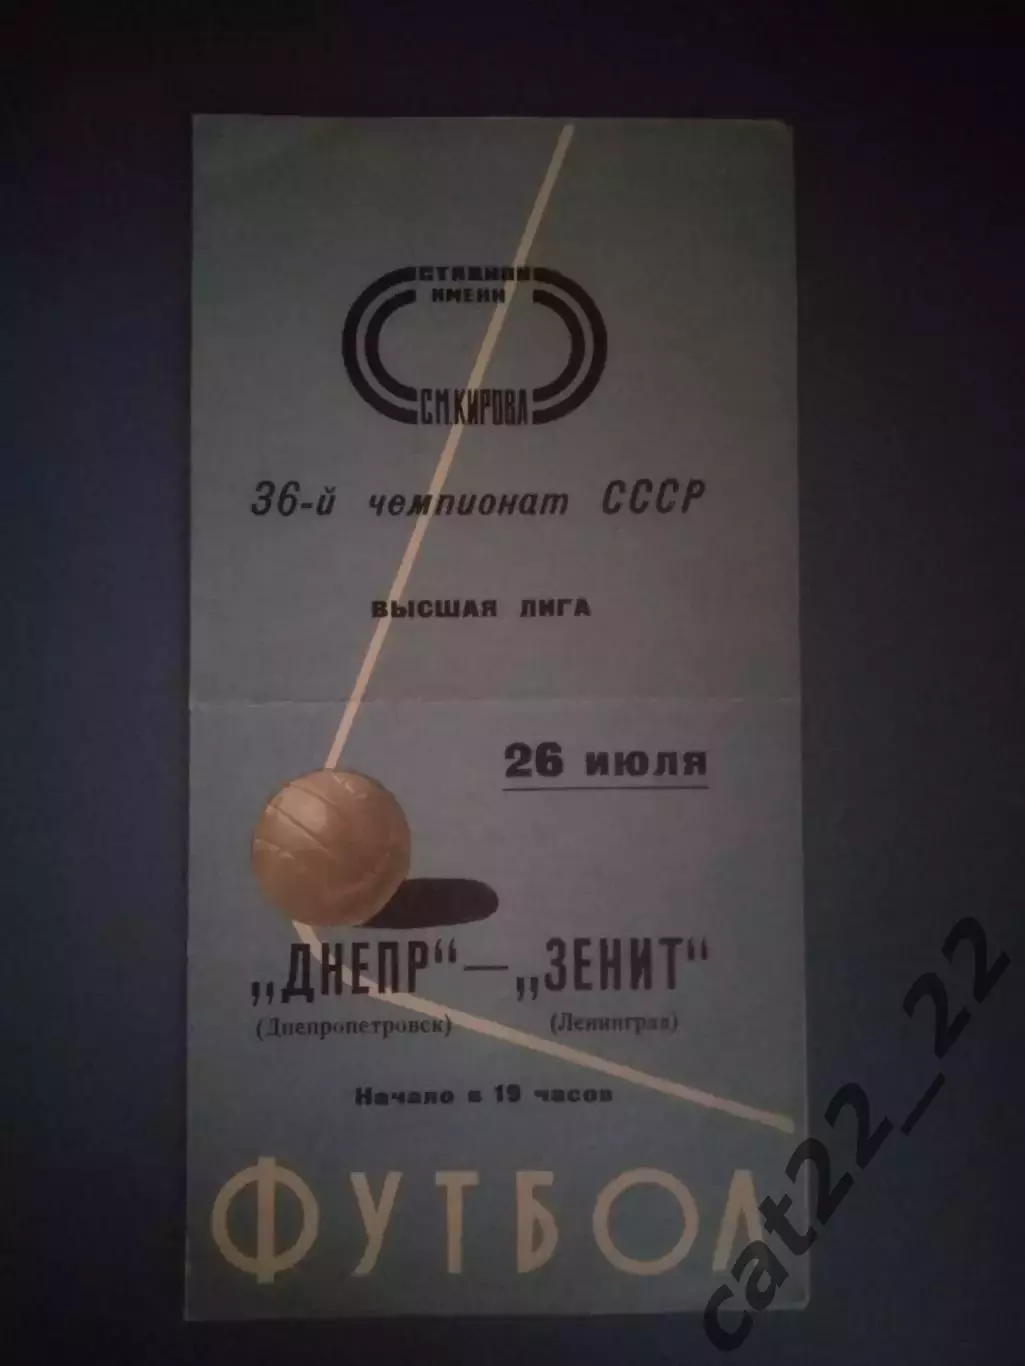 СТАДИОН
ИМЕНИ
С.М.КИРОВА
36-й чемпионат СССР
ВЫСШАЯ ЛИГА
26 ИЮЛЯ
„ДНЕПР“ — „ЗЕНИТ“
(Днепропетровск) (Ленинград)
Начало в 19 часов
ФУТБОЛ
cat22_22